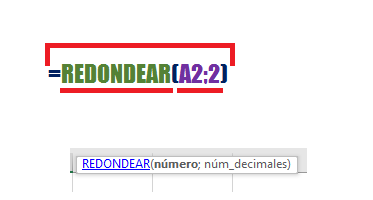 =REDONDEAR(A2;2)
REDONDEAR(número; núm_decimales)